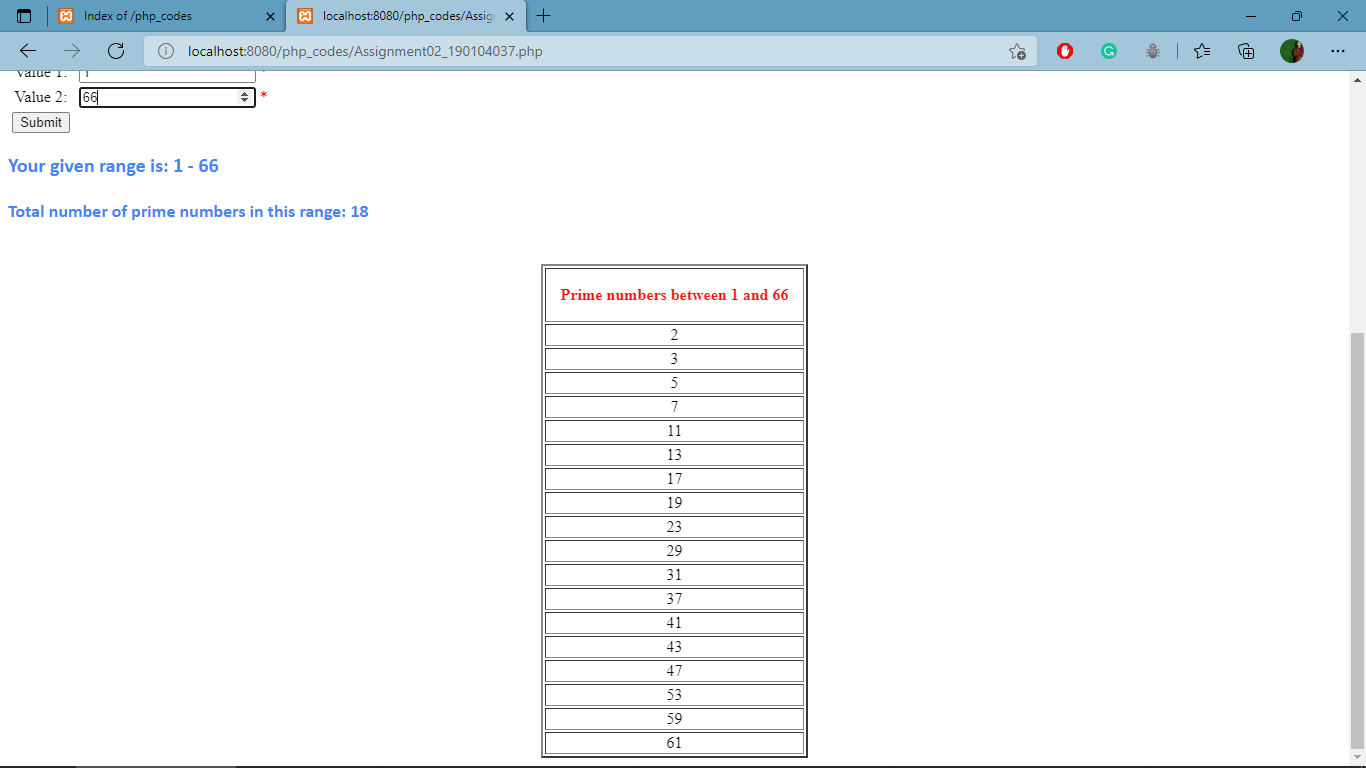 Index of /php_codes
localhost:8080/php_codes/Assig
localhost:8080/php_codes/Assignment02_190104037.php
Value 1: 1 *
Value 2: 66 *
Submit
Your given range is: 1 - 66
Total number of prime numbers in this range: 18
Prime numbers between 1 and 66
2
3
5
7
11
13
17
19
23
29
31
37
41
43
47
53
59
61